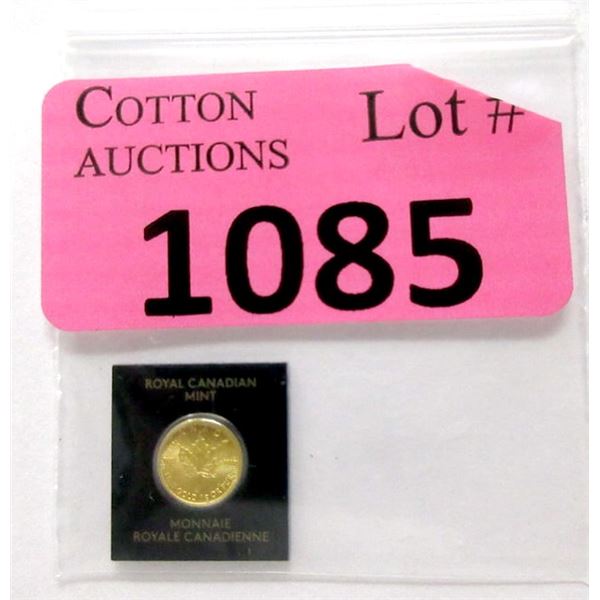 COTTON
AUCTIONS
Lot #
1085
ROYAL CANADIAN
MINT
MONNAIE
ROYALE CANADIENNE